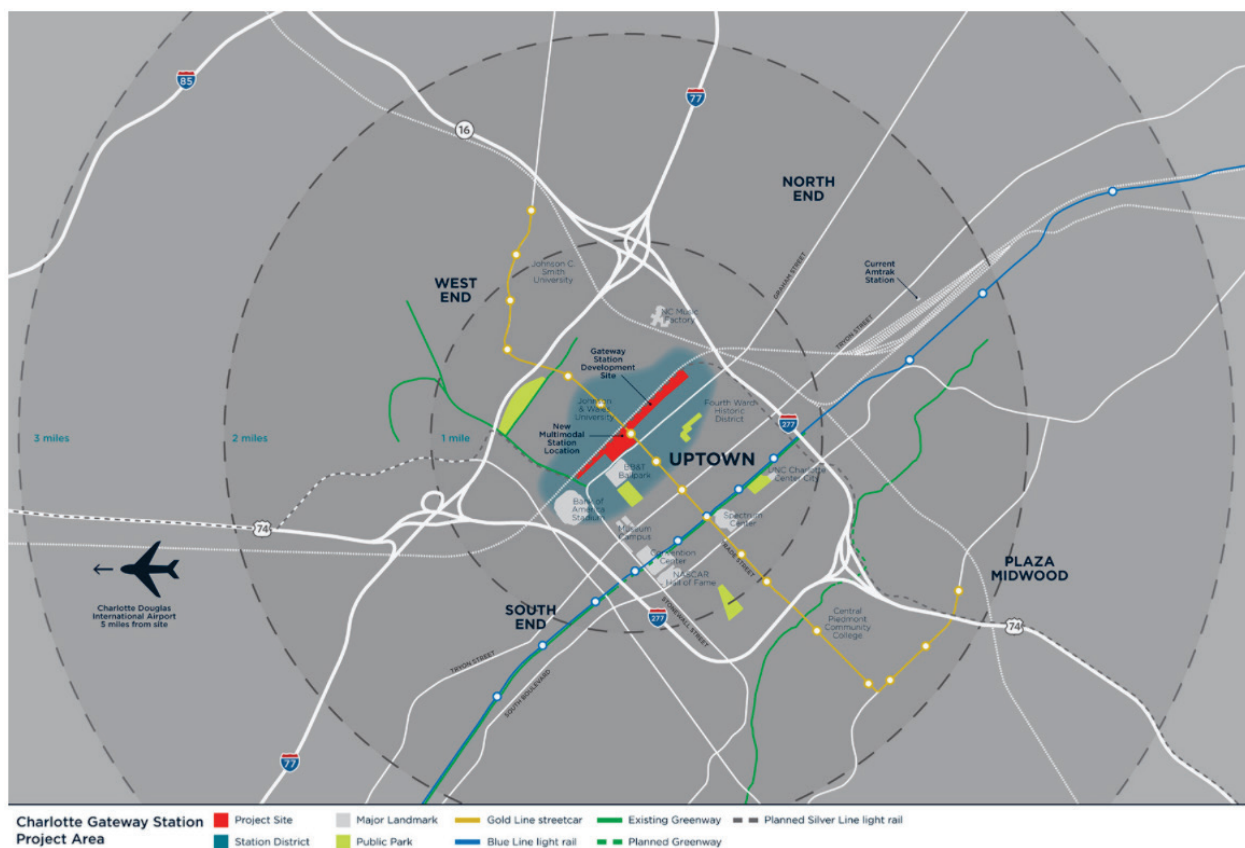 85
77
16
NORTH
END
GRAHAM STREET
Current
Amtrak
Station
Johnson C.
Smith
University
WEST
END
TRYON STREET
NC Music
Factory
Gateway
Station
Development
Site
Johnson
& Wales
University
Fourth Ward
Historic
District
277
3 miles
2 miles
1 mile
New
Multimodal
Station
Location
UPTOWN
BB&T
Ballpark
UNC Charlotte
Center City
Bank of
America
Stadium
Spectrum
Center
74
Museum
Campus
TRADE STREET
Convention
Center
NASCAR
Hall of Fame
PLAZA
MIDWOOD
Charlotte Douglas
International Airport
5 miles from site
SOUTH
END
STONEWALL STREET
277
Central
Piedmont
Community
College
74
TRYON STREET
SOUTH BOULEVARD
77
Charlotte Gateway Station
Project Area
Project Site
Major Landmark
Gold Line streetcar
Existing Greenway
Planned Silver Line light rail
Station District
Public Park
Blue Line light rail
Planned Greenway